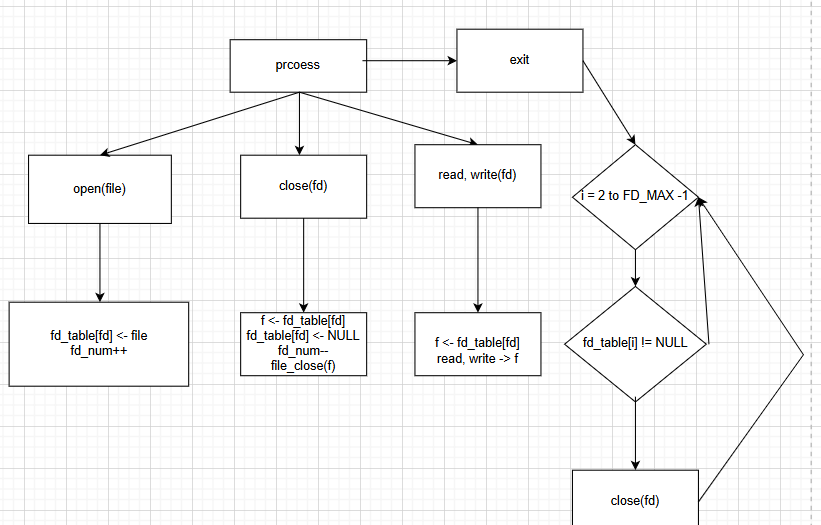 prcoess
exit
open(file)
close(fd)
read, write(fd)
i = 2 to FD_MAX -1
fd_table[fd] <- file
fd_num++
f <- fd_table[fd]
fd_table[fd] <- NULL
fd_num--
file_close(f)
f <- fd_table[fd]
read, write -> f
fd_table[i] != NULL
close(fd)